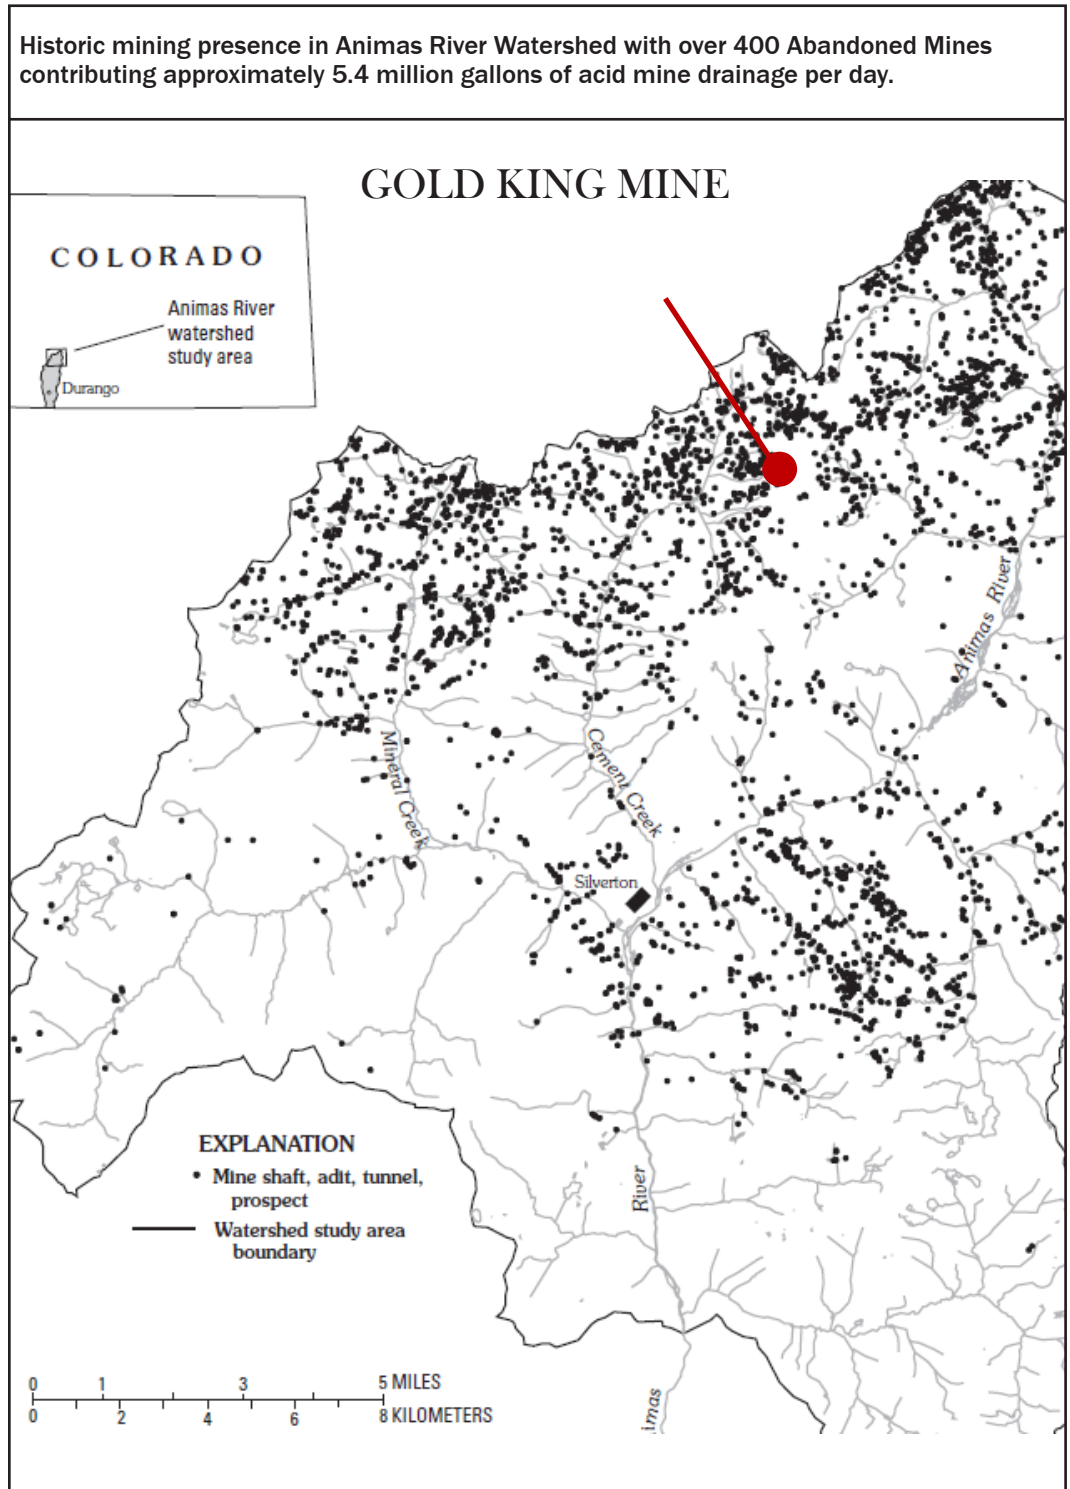 Historic mining presence in Animas River Watershed with over 400 Abandoned Mines
contributing approximately 5.4 million gallons of acid mine drainage per day.
GOLD KING MINE
COLORADO
Animas River
watershed
study area
Durango
Animas River
Mineral Creek
Cement Creek
Silverton
EXPLANATION
Mine shaft, adit, tunnel,
prospect
Watershed study area
boundary
River
0 1 3 5 MILES
0 2 4 6 8 KILOMETERS
imas